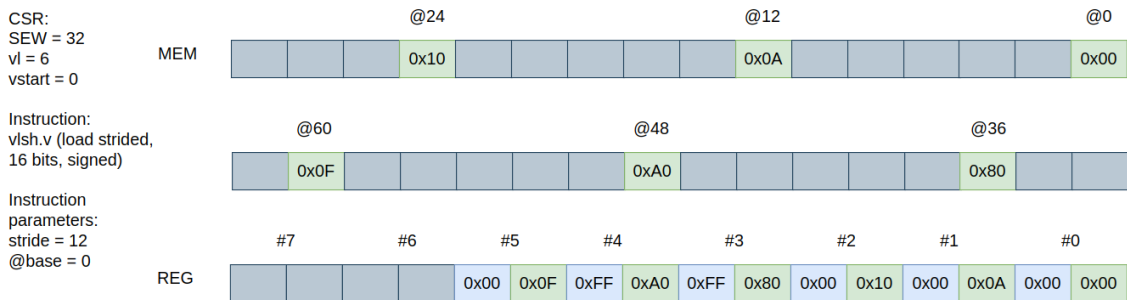 CSR:
SEW = 32
vl = 6
vstart = 0
Instruction:
vlsh.v (load strided,
16 bits, signed)
Instruction
parameters:
stride = 12
@base = 0
@24 @12 @0
MEM 0x10 0x0A 0x00
@60 @48 @36
0x0F 0xA0 0x80
#7 #6 #5 #4 #3 #2 #1 #0
REG 0x00 0x0F 0xFF 0xA0 0xFF 0x80 0x00 0x10 0x00 0x0A 0x00 0x00